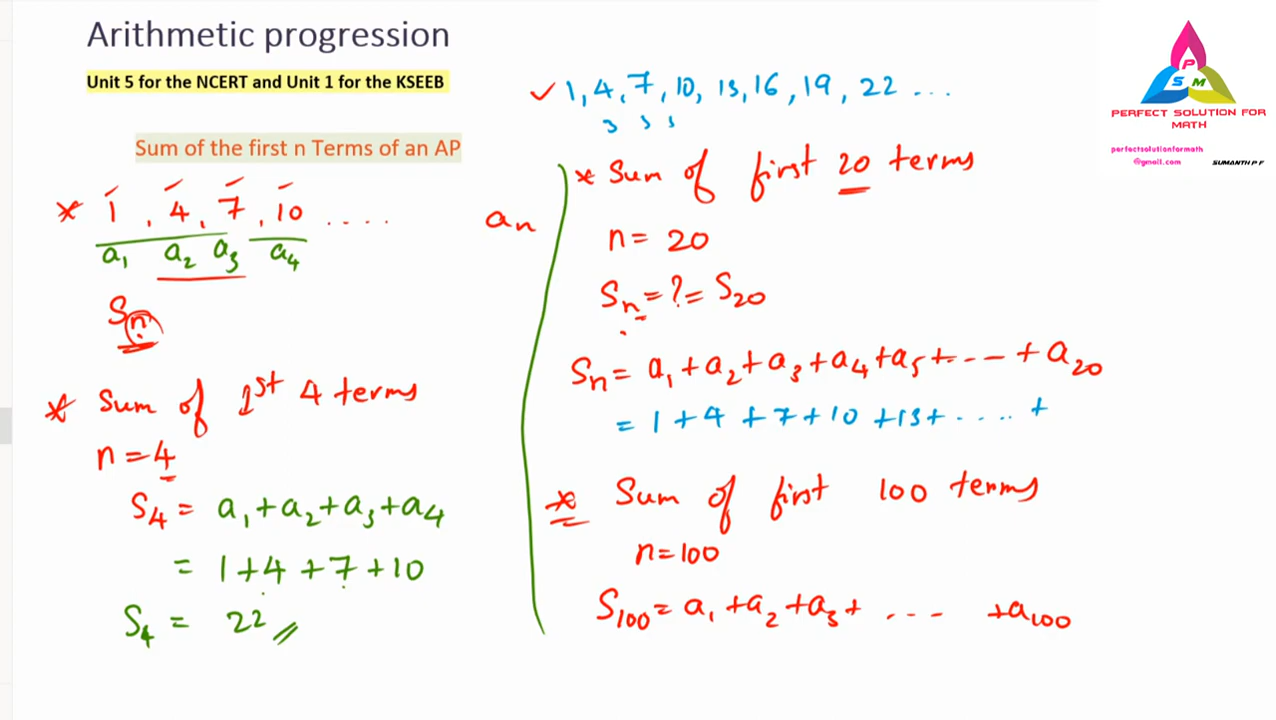 Arithmetic progression
Unit 5 for the NCERT and Unit 1 for the KSEEB
Sum of the first n Terms of an AP
* 1, 4, 7, 10 ....
a₁ a₂ a₃ a₄
aₙ
Sₙ
* Sum of 1st 4 terms
n = 4
S₄ = a₁+a₂+a₃+a₄
= 1+4+7+10
S₄ = 22 //
✓ 1, 4, 7, 10, 13, 16, 19, 22 ...
3 3 3
* Sum of first 20 terms
n = 20
Sₙ = ? = S₂₀
Sₙ = a₁+a₂+a₃+a₄+a₅+...-- + a₂₀
= 1+4+7+10+13+ ..... +
* Sum of first 100 terms
n=100
S₁₀₀ = a₁+a₂+a₃+ ..... +a₁₀₀
P
S M
PERFECT SOLUTION FOR
MATH
perfectsolutionformath
@gmail.com
SUMANTH P F